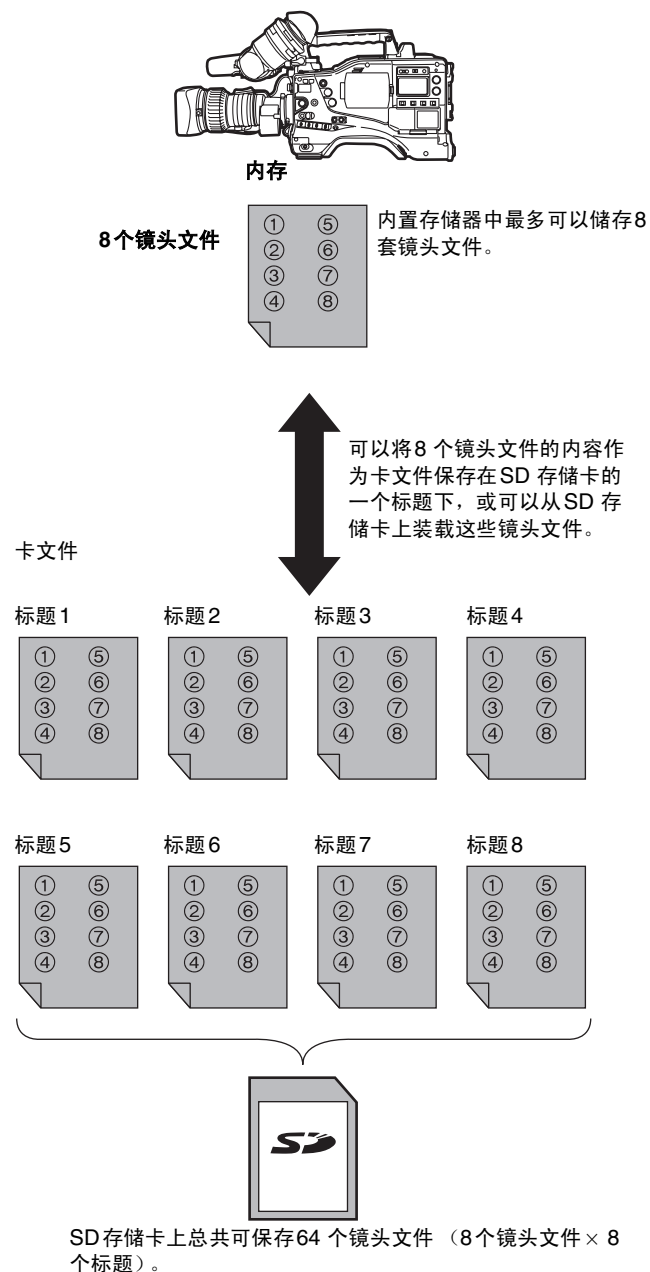 内存
8个镜头文件
① ⑤
② ⑥
③ ⑦
④ ⑧
内置存储器中最多可以储存8
套镜头文件。
可以将8 个镜头文件的内容作
为卡文件保存在SD 存储卡的
一个标题下，或可以从SD 存
储卡上装载这些镜头文件。
卡文件
标题1 标题2 标题3 标题4
① ⑤ ① ⑤ ① ⑤ ① ⑤
② ⑥ ② ⑥ ② ⑥ ② ⑥
③ ⑦ ③ ⑦ ③ ⑦ ③ ⑦
④ ⑧ ④ ⑧ ④ ⑧ ④ ⑧
标题5 标题6 标题7 标题8
① ⑤ ① ⑤ ① ⑤ ① ⑤
② ⑥ ② ⑥ ② ⑥ ② ⑥
③ ⑦ ③ ⑦ ③ ⑦ ③ ⑦
④ ⑧ ④ ⑧ ④ ⑧ ④ ⑧
SD
SD存储卡上总共可保存64 个镜头文件 （8个镜头文件× 8
个标题）。